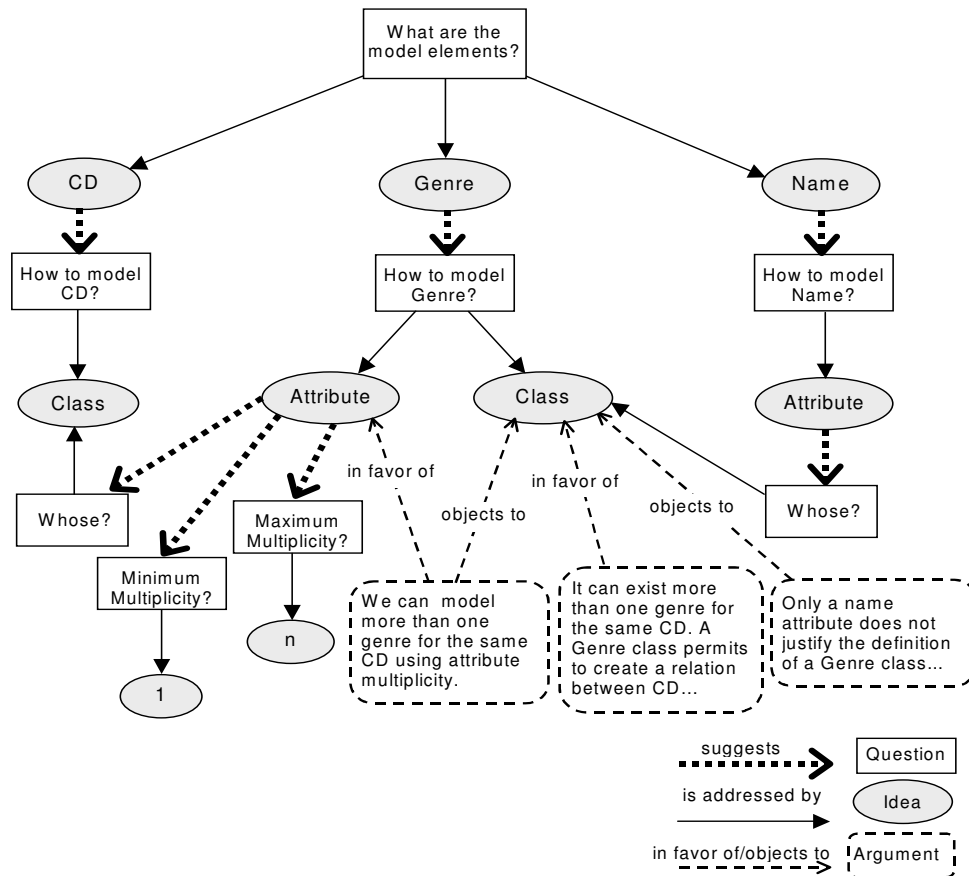 What are the
model elements?
CD
Genre
Name
How to model
CD?
How to model
Genre?
How to model
Name?
Class
Attribute
Class
Attribute
in favor of
in favor of
objects to
objects to
Whose?
Maximum
Multiplicity?
Whose?
Minimum
Multiplicity?
We can model
more than one
genre for the same
CD using attribute
multiplicity.
It can exist more
than one genre for
the same CD. A
Genre class permits
to create a relation
between CD...
Only a name
attribute does not
justify the definition
of a Genre class...
n
1
suggests
Question
is addressed by
Idea
in favor of/objects to
Argument